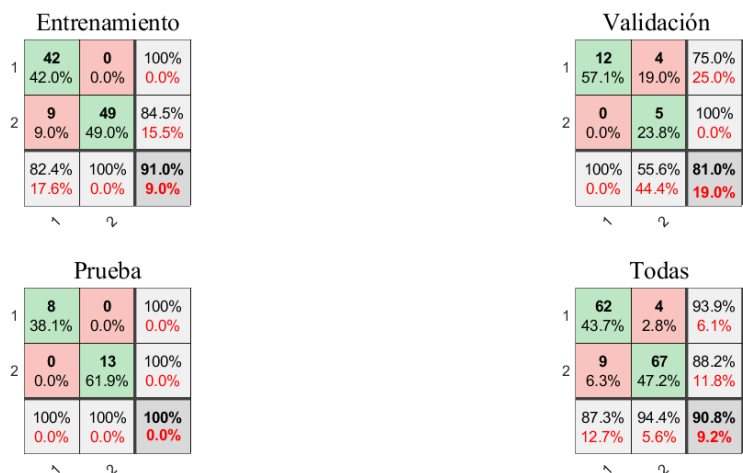 Entrenamiento
1 42 0 100%
42.0% 0.0% 0.0%
2 9 49 84.5%
9.0% 49.0% 15.5%
82.4% 100% 91.0%
17.6% 0.0% 9.0%
1 2
Validación
1 12 4 75.0%
57.1% 19.0% 25.0%
2 0 5 100%
0.0% 23.8% 0.0%
100% 55.6% 81.0%
0.0% 44.4% 19.0%
1 2
Prueba
1 8 0 100%
38.1% 0.0% 0.0%
2 0 13 100%
0.0% 61.9% 0.0%
100% 100% 100%
0.0% 0.0% 0.0%
1 2
Todas
1 62 4 93.9%
43.7% 2.8% 6.1%
2 9 67 88.2%
6.3% 47.2% 11.8%
87.3% 94.4% 90.8%
12.7% 5.6% 9.2%
1 2